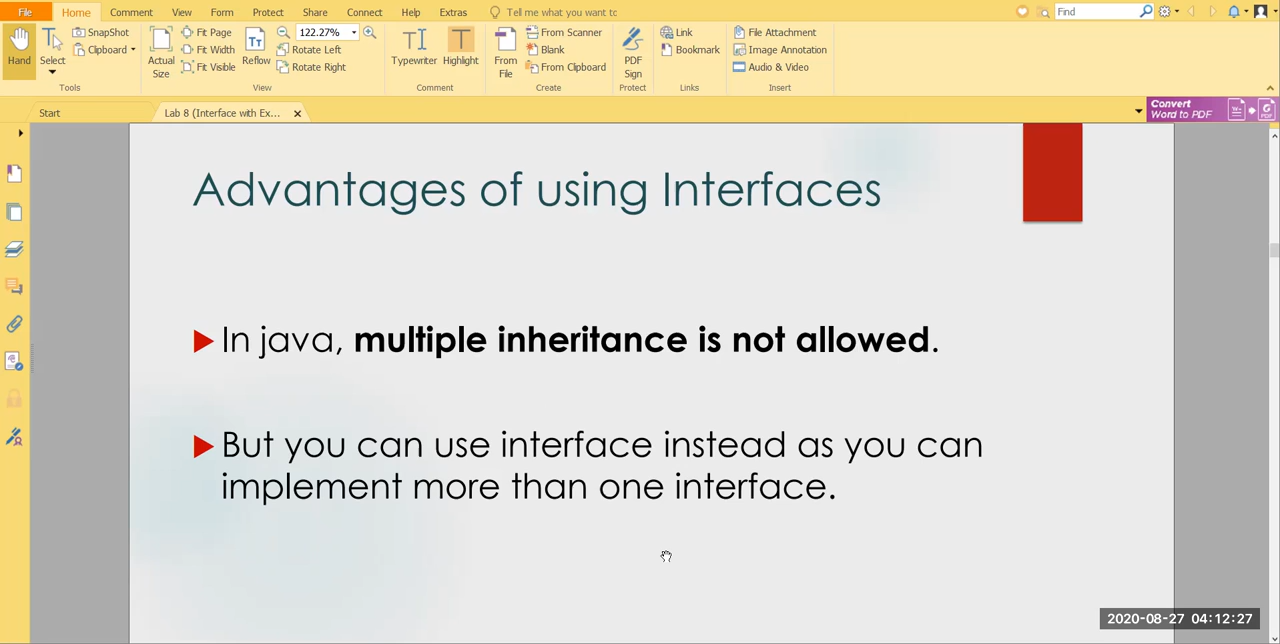 File Home Comment View Form Protect Share Connect Help Extras Tell me what you want tc Find
Hand Select SnapShot Clipboard Actual Size Fit Page Fit Width Fit Visible Reflow 122.27% Rotate Left Rotate Right Typewriter Highlight From File From Scanner Blank From Clipboard PDF Sign Link Bookmark File Attachment Image Annotation Audio & Video
Tools View Comment Create Protect Links Insert
Start Lab 8 (Interface with Ex... Convert Word to PDF
Advantages of using Interfaces
In java, multiple inheritance is not allowed.
But you can use interface instead as you can
implement more than one interface.
2020-08-27 04:12:27